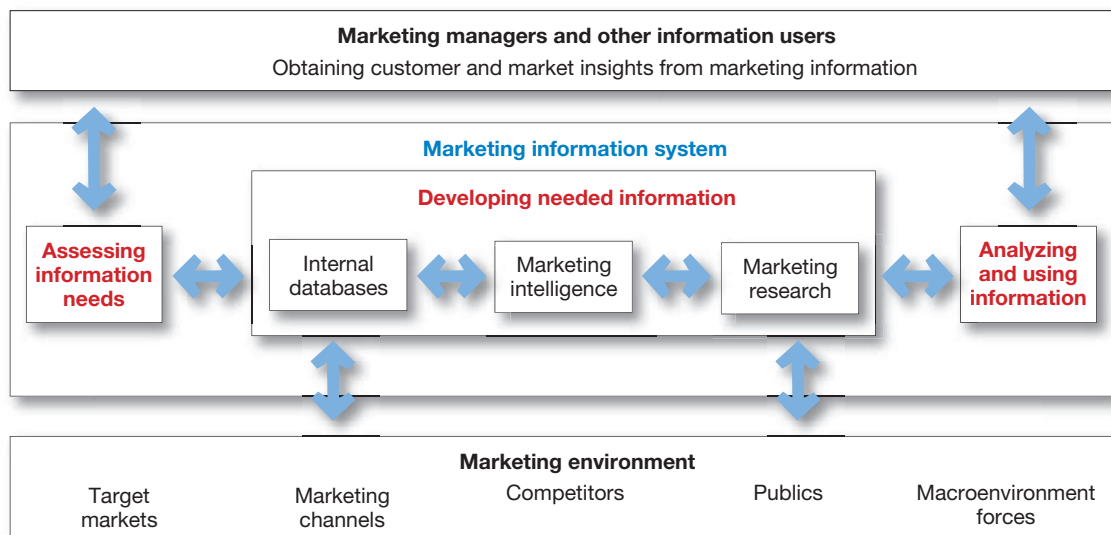 Marketing managers and other information users
Obtaining customer and market insights from marketing information
Marketing information system
Developing needed information
Assessing
information
needs
Internal
databases
Marketing
intelligence
Marketing
research
Analyzing
and using
information
Marketing environment
Target
markets
Marketing
channels
Competitors
Publics
Macroenvironment
forces